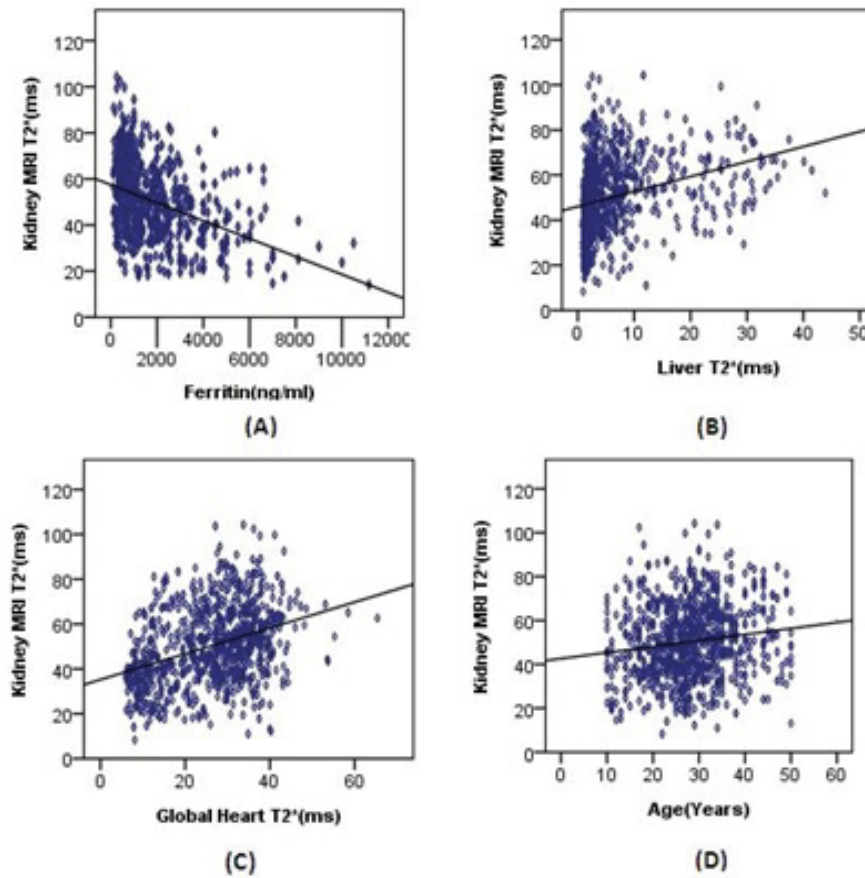 Kidney MRI T2*(ms)
120
100
80
60
40
20
0
0 4000 8000 1200(
2000 6000 10000
Ferritin(ng/ml)
(A)
Kidney MRI T2*(ms)
120
100
80
60
40
20
0
0 10 20 30 40 50
Liver T2*(ms)
(B)
Kidney MRI T2*(ms)
120
100
80
60
40
20
0
0 20 40 60
Global Heart T2*(ms)
(C)
Kidney MRI T2*(ms)
120
100
80
60
40
20
0
0 10 20 30 40 50 60
Age(Years)
(D)